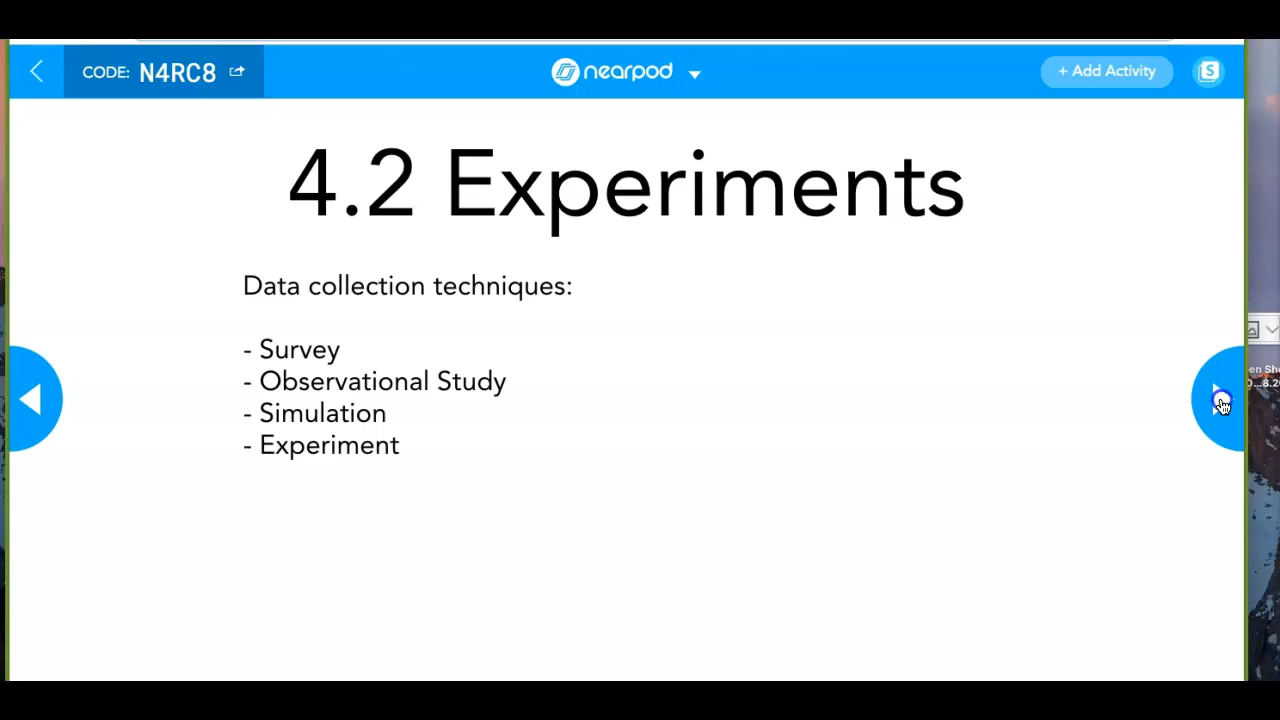 CODE: N4RC8
nearpod
+ Add Activity
S
4.2 Experiments
Data collection techniques:
- Survey
- Observational Study
- Simulation
- Experiment